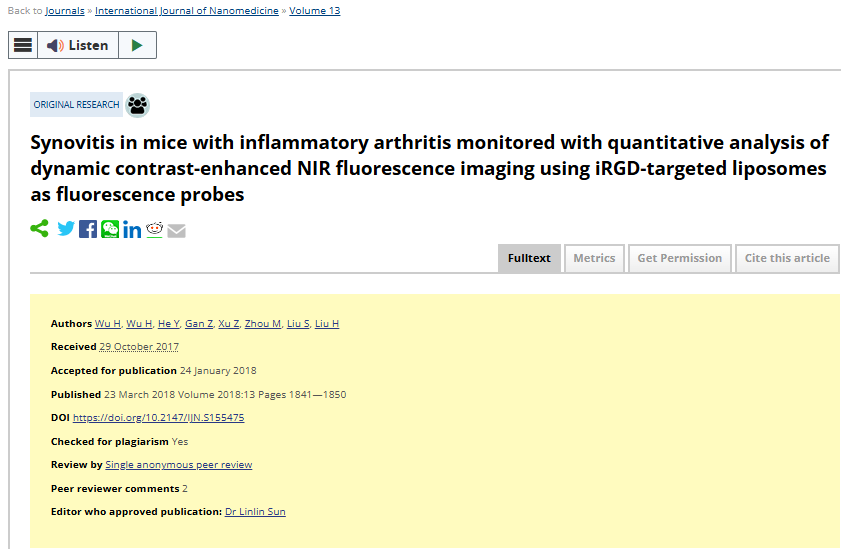 Back to Journals » International Journal of Nanomedicine » Volume 13
Listen
ORIGINAL RESEARCH
Synovitis in mice with inflammatory arthritis monitored with quantitative analysis of
dynamic contrast-enhanced NIR fluorescence imaging using iRGD-targeted liposomes
as fluorescence probes
Fulltext Metrics Get Permission Cite this article
Authors Wu H, Wu H, He Y, Gan Z, Xu Z, Zhou M, Liu S, Liu H
Received 29 October 2017
Accepted for publication 24 January 2018
Published 23 March 2018 Volume 2018:13 Pages 1841—1850
DOI https://doi.org/10.2147/IJN.S155475
Checked for plagiarism Yes
Review by Single anonymous peer review
Peer reviewer comments 2
Editor who approved publication: Dr Linlin Sun